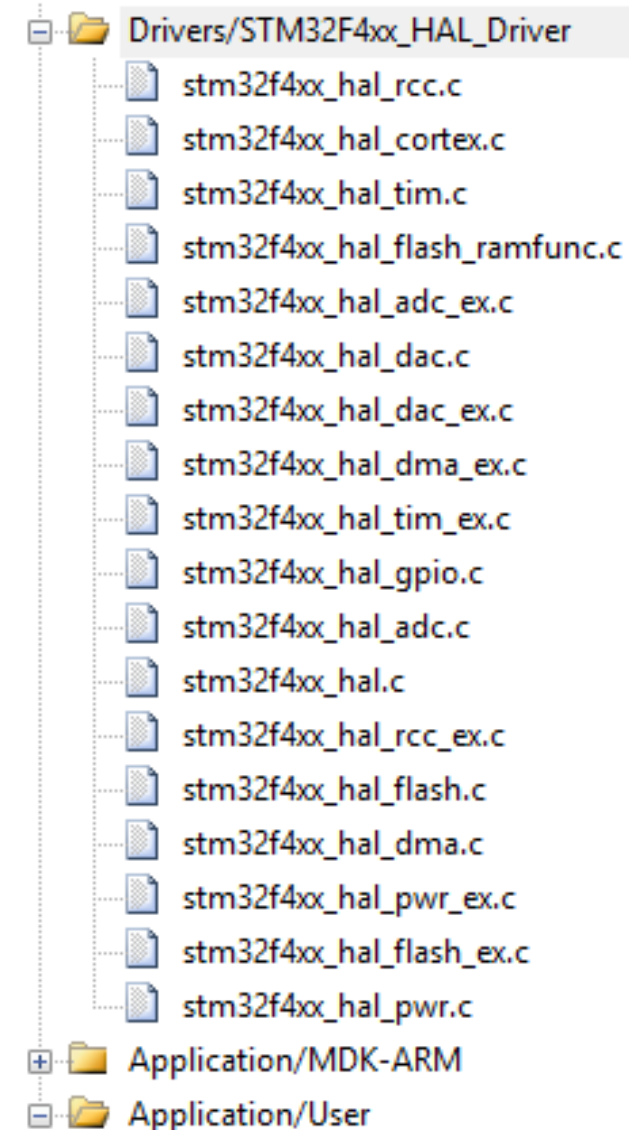 Drivers/STM32F4xx_HAL_Driver
stm32f4xx_hal_rcc.c
stm32f4xx_hal_cortex.c
stm32f4xx_hal_tim.c
stm32f4xx_hal_flash_ramfunc.c
stm32f4xx_hal_adc_ex.c
stm32f4xx_hal_dac.c
stm32f4xx_hal_dac_ex.c
stm32f4xx_hal_dma_ex.c
stm32f4xx_hal_tim_ex.c
stm32f4xx_hal_gpio.c
stm32f4xx_hal_adc.c
stm32f4xx_hal.c
stm32f4xx_hal_rcc_ex.c
stm32f4xx_hal_flash.c
stm32f4xx_hal_dma.c
stm32f4xx_hal_pwr_ex.c
stm32f4xx_hal_flash_ex.c
stm32f4xx_hal_pwr.c
Application/MDK-ARM
Application/User